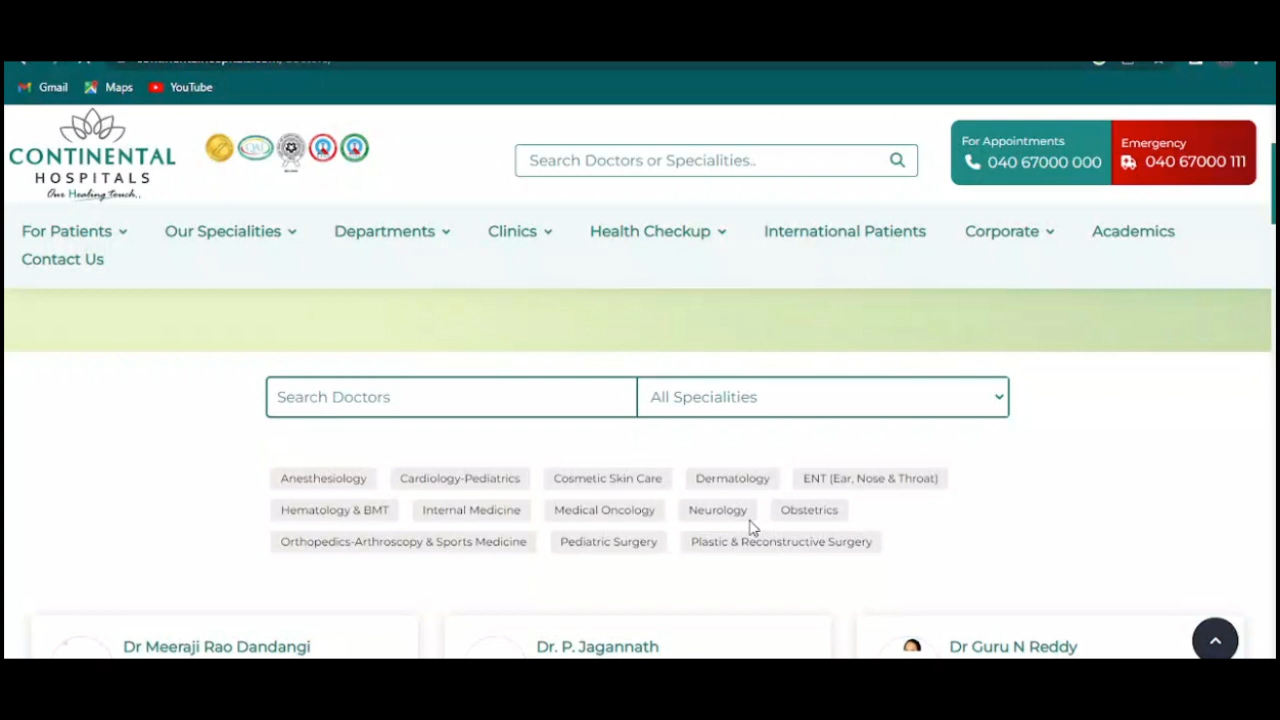 Gmail Maps YouTube
CONTINENTAL
HOSPITALS
Our Healing touch..
Search Doctors or Specialities..
For Appointments
040 67000 000
Emergency
040 67000 111
For Patients Our Specialities Departments Clinics Health Checkup International Patients Corporate Academics
Contact Us
Search Doctors All Specialities
Anesthesiology Cardiology-Pediatrics Cosmetic Skin Care Dermatology ENT (Ear, Nose & Throat)
Hematology & BMT Internal Medicine Medical Oncology Neurology Obstetrics
Orthopedics-Arthroscopy & Sports Medicine Pediatric Surgery Plastic & Reconstructive Surgery
Dr Meeraji Rao Dandangi Dr. P. Jagannath Dr Guru N Reddy